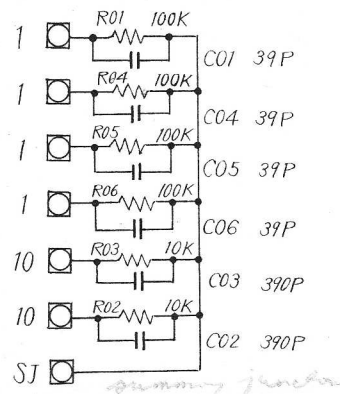 R01 100K
1
C01 39P
R04 100K
1
C04 39P
R05 100K
1
C05 39P
R06 100K
1
C06 39P
R03 10K
10
C03 390P
R02 10K
10
C02 390P
SJ
summing junction